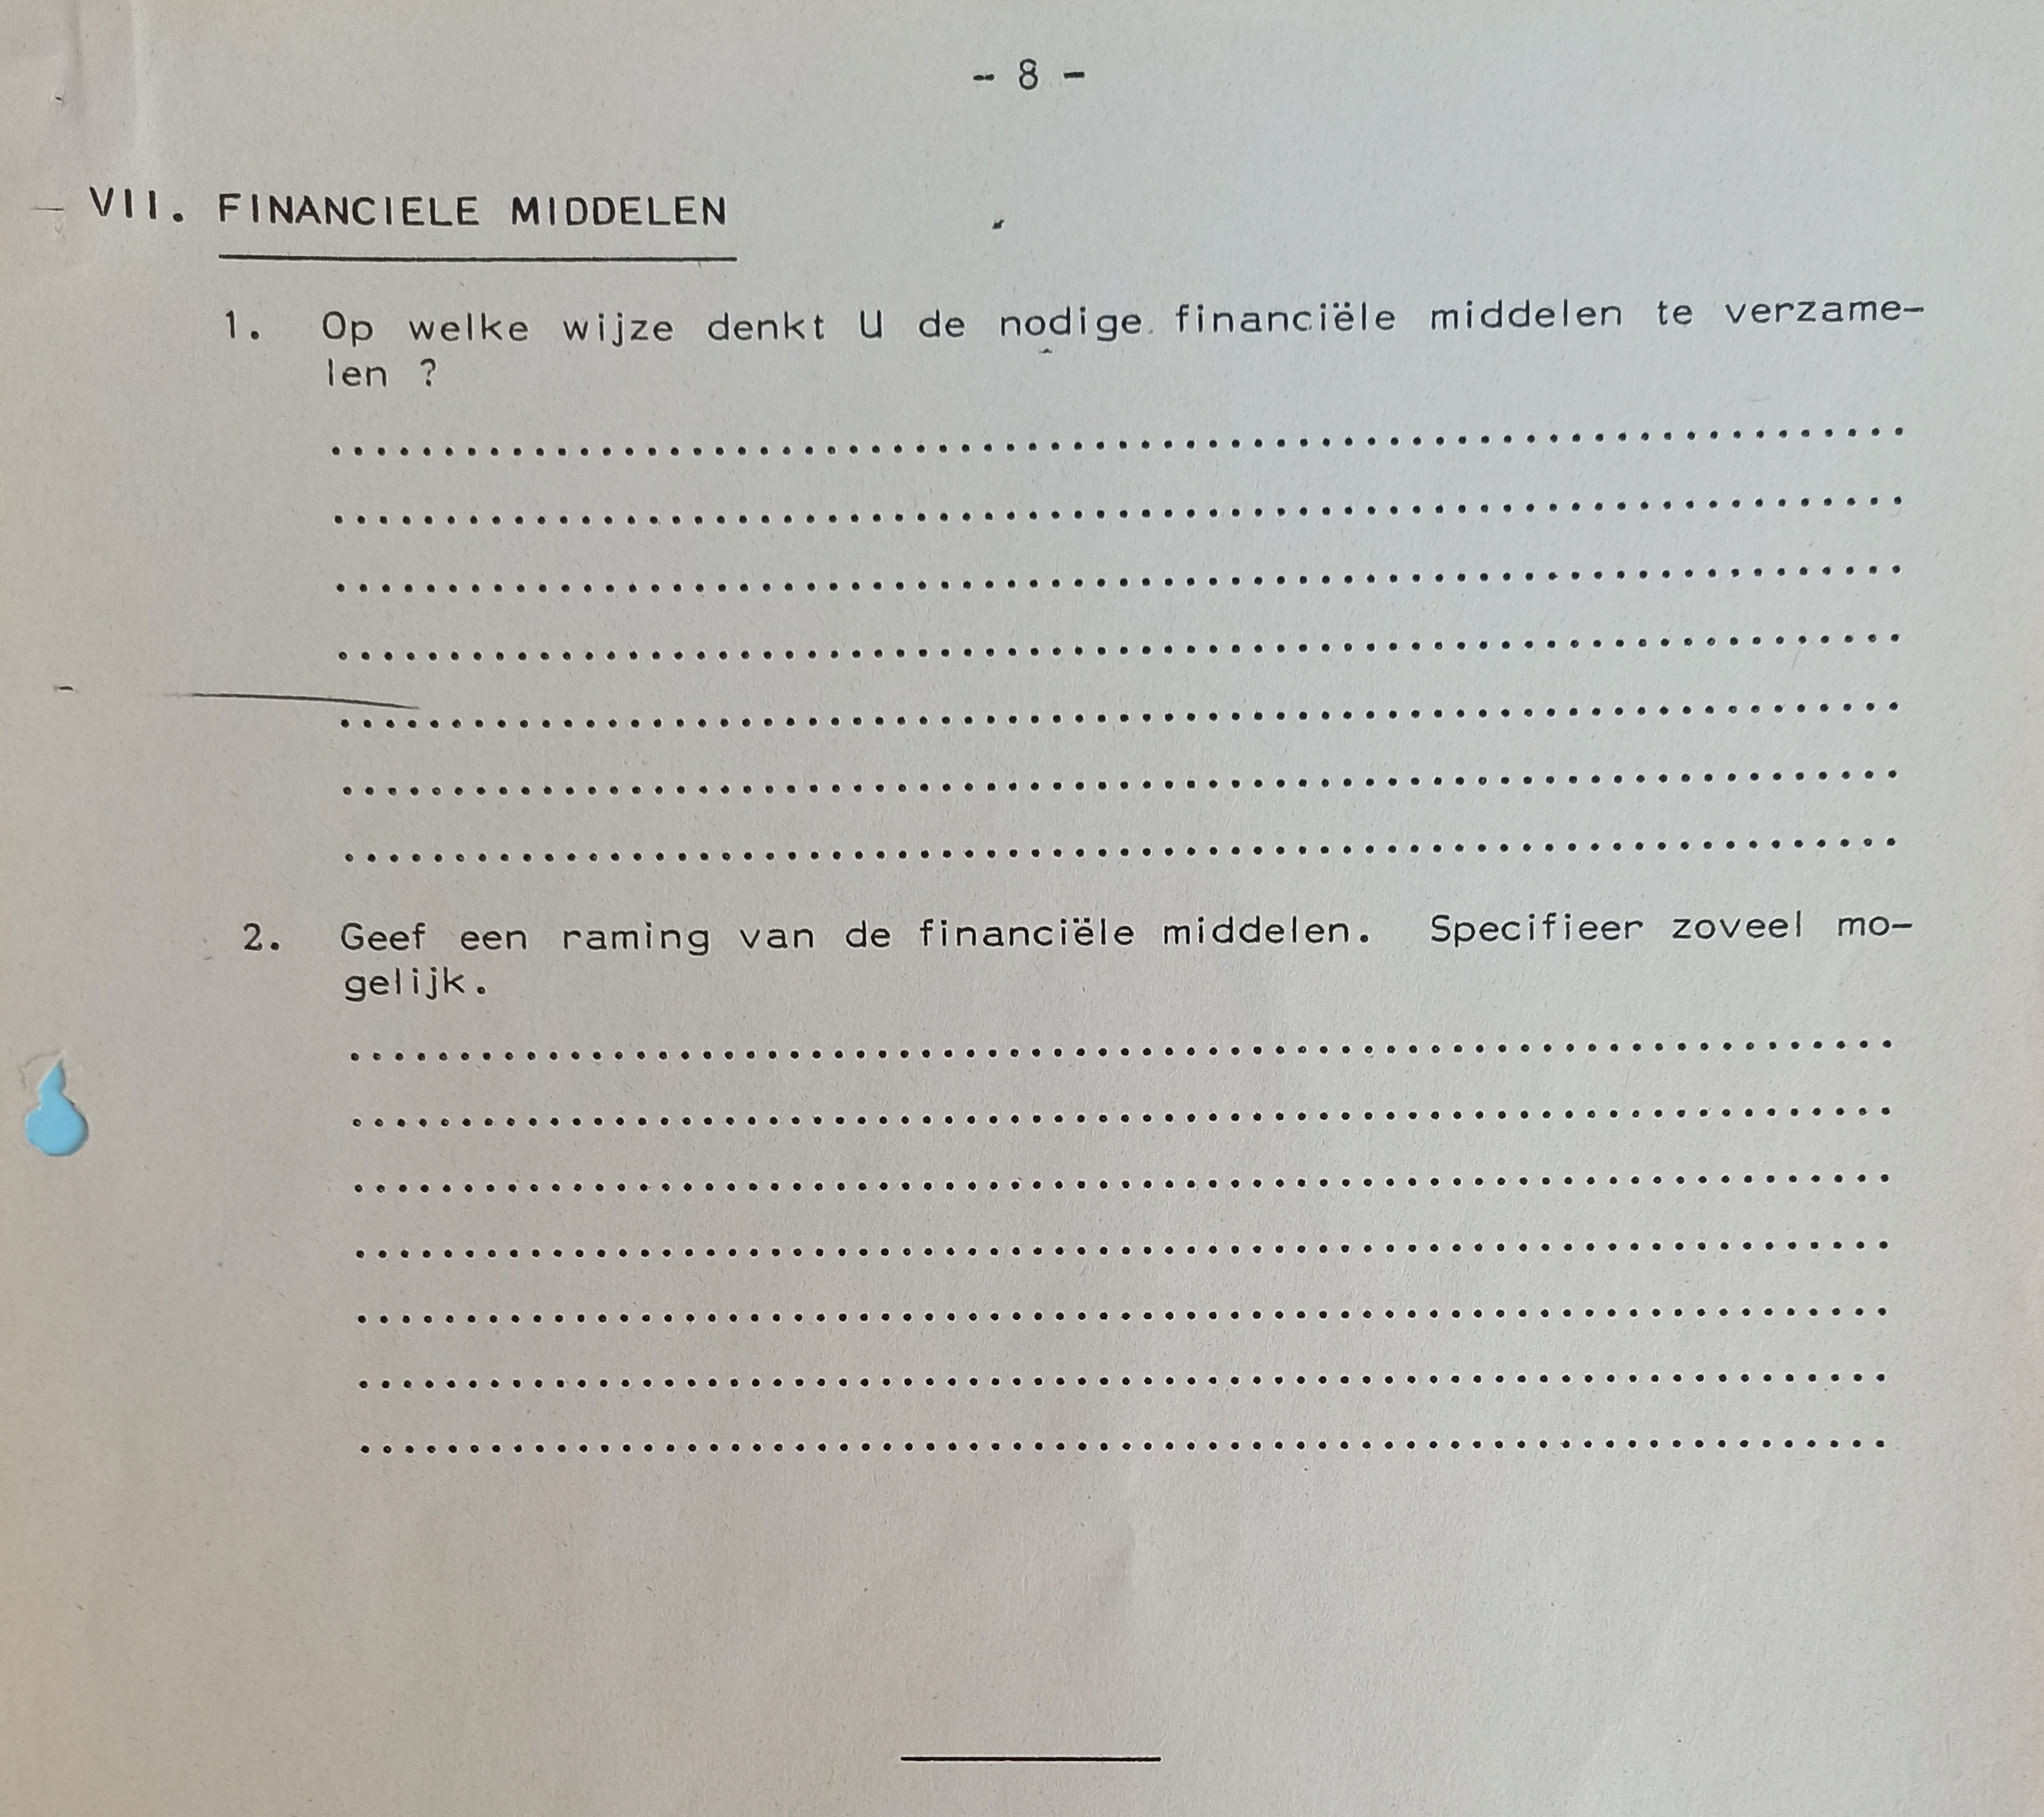 - 8 -
VII. FINANCIELE MIDDELEN
1. Op welke wijze denkt U de nodige financiële middelen te verzame-
len ?
......................................................................
......................................................................
......................................................................
......................................................................
......................................................................
......................................................................
......................................................................
2. Geef een raming van de financiële middelen. Specifieer zoveel mo-
gelijk.
......................................................................
......................................................................
......................................................................
......................................................................
......................................................................
......................................................................
......................................................................